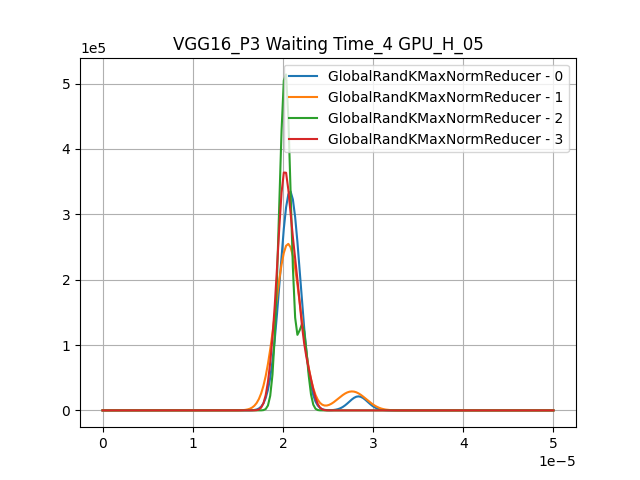 VGG16_P3 Waiting Time_4 GPU_H_05
1e5
GlobalRandKMaxNormReducer - 0
GlobalRandKMaxNormReducer - 1
GlobalRandKMaxNormReducer - 2
GlobalRandKMaxNormReducer - 3
5
4
3
2
1
0
0 1 2 3 4 5
1e−5